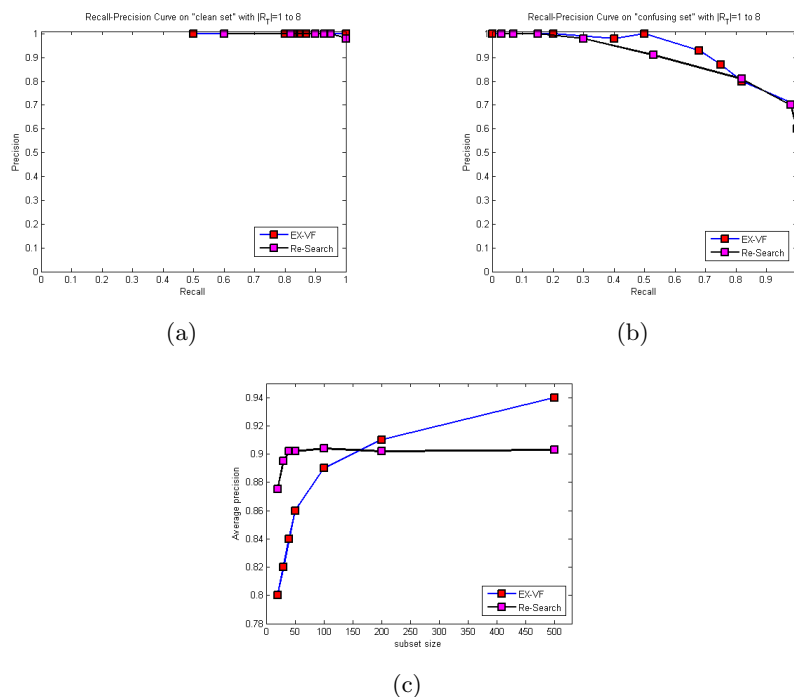 Recall-Precision Curve on "clean set" with |R_T|=1 to 8
1
0.9
0.8
0.7
0.6
0.5
0.4
0.3
0.2
0.1
0
Precision
EX-VF
Re-Search
0 0.1 0.2 0.3 0.4 0.5 0.6 0.7 0.8 0.9 1
Recall
(a)
Recall-Precision Curve on "confusing set" with |R_T|=1 to 8
1
0.9
0.8
0.7
0.6
0.5
0.4
0.3
0.2
0.1
0
Precision
EX-VF
Re-Search
0 0.1 0.2 0.3 0.4 0.5 0.6 0.7 0.8 0.9
Recall
(b)
0.94
0.92
0.9
0.88
0.86
0.84
0.82
0.8
0.78
Average precision
EX-VF
Re-Search
0 50 100 150 200 250 300 350 400 450 500
subset size
(c)